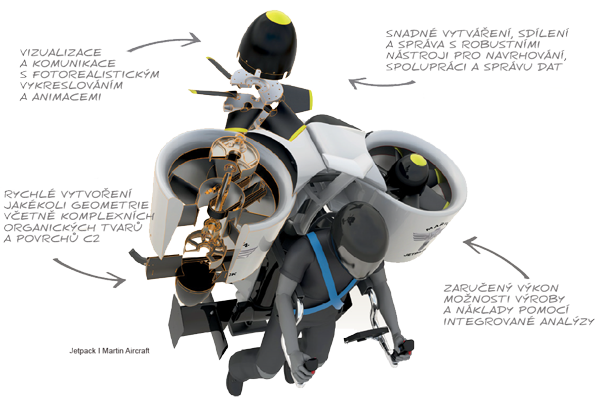 VIZUALIZACE
A KOMUNIKACE
S FOTOREALISTICKÝM
VYKRESLOVÁNÍM
A ANIMACEMI
SNADNÉ VYTVÁŘENÍ, SDÍLENÍ
A SPRÁVA S ROBUSTNÍMI
NÁSTROJI PRO NAVRHOVÁNÍ,
SPOLUPRÁCI A SPRÁVU DAT
RYCHLÉ VYTVOŘENÍ
JAKÉKOLI GEOMETRIE
VČETNĚ KOMPLEXNÍCH
ORGANICKÝCH TVARŮ
A POVRCHŮ C2
ZARUČENÝ VÝKON
MOŽNOSTI VÝROBY
A NÁKLADY POMOCÍ
INTEGROVANÉ ANALÝZY
Jetpack I Martin Aircraft